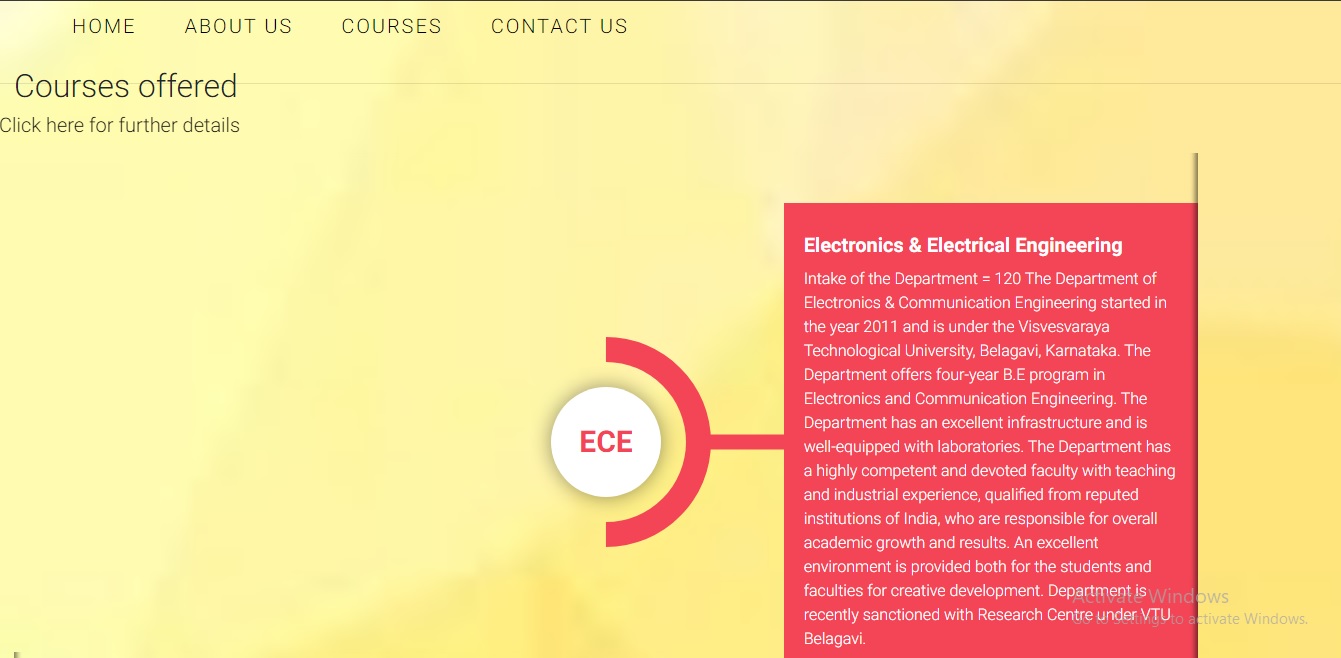 HOME ABOUT US COURSES CONTACT US
Courses offered
Click here for further details
ECE
Electronics & Electrical Engineering
Intake of the Department = 120 The Department of
Electronics & Communication Engineering started in
the year 2011 and is under the Visvesvaraya
Technological University, Belagavi, Karnataka. The
Department offers four-year B.E program in
Electronics and Communication Engineering. The
Department has an excellent infrastructure and is
well-equipped with laboratories. The Department has
a highly competent and devoted faculty with teaching
and industrial experience, qualified from reputed
institutions of India, who are responsible for overall
academic growth and results. An excellent
environment is provided both for the students and
faculties for creative development. Department is
recently sanctioned with Research Centre under VTU
Belagavi.
Activate Windows
Go to Settings to activate Windows.